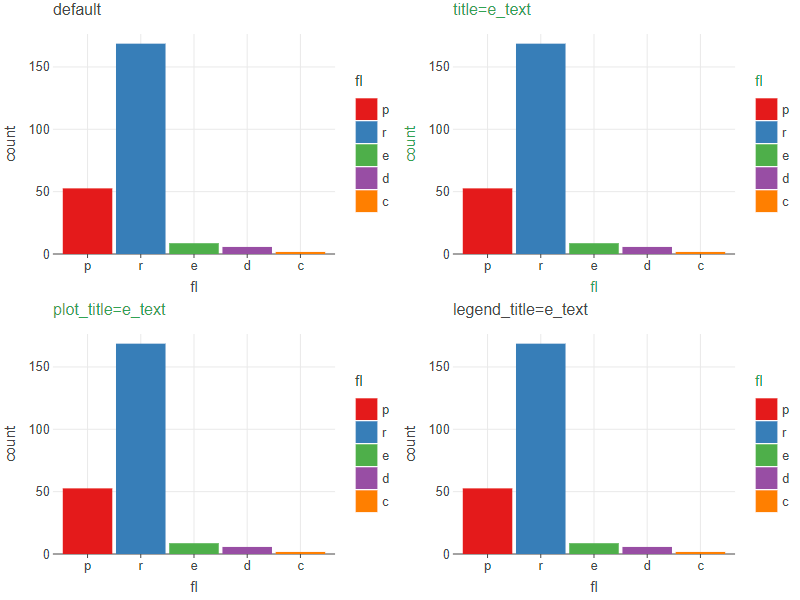 default
count
150
100
50
0
p r e d c
fl
fl
p
r
e
d
c
title=e_text
count
150
100
50
0
p r e d c
fl
fl
p
r
e
d
c
plot_title=e_text
count
150
100
50
0
p r e d c
fl
fl
p
r
e
d
c
legend_title=e_text
count
150
100
50
0
p r e d c
fl
fl
p
r
e
d
c